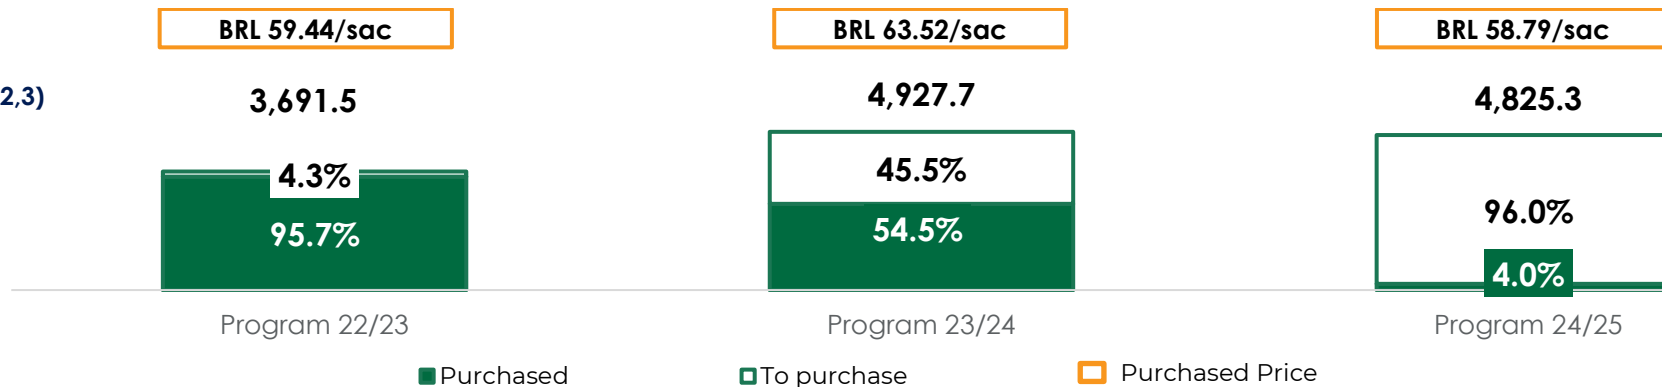 BRL 59.44/sac BRL 63.52/sac BRL 58.79/sac
2,3) 3,691.5 4,927.7 4,825.3
4.3% 45.5% 96.0%
95.7% 54.5% 4.0%
Program 22/23 Program 23/24 Program 24/25
Purchased To purchase Purchased Price